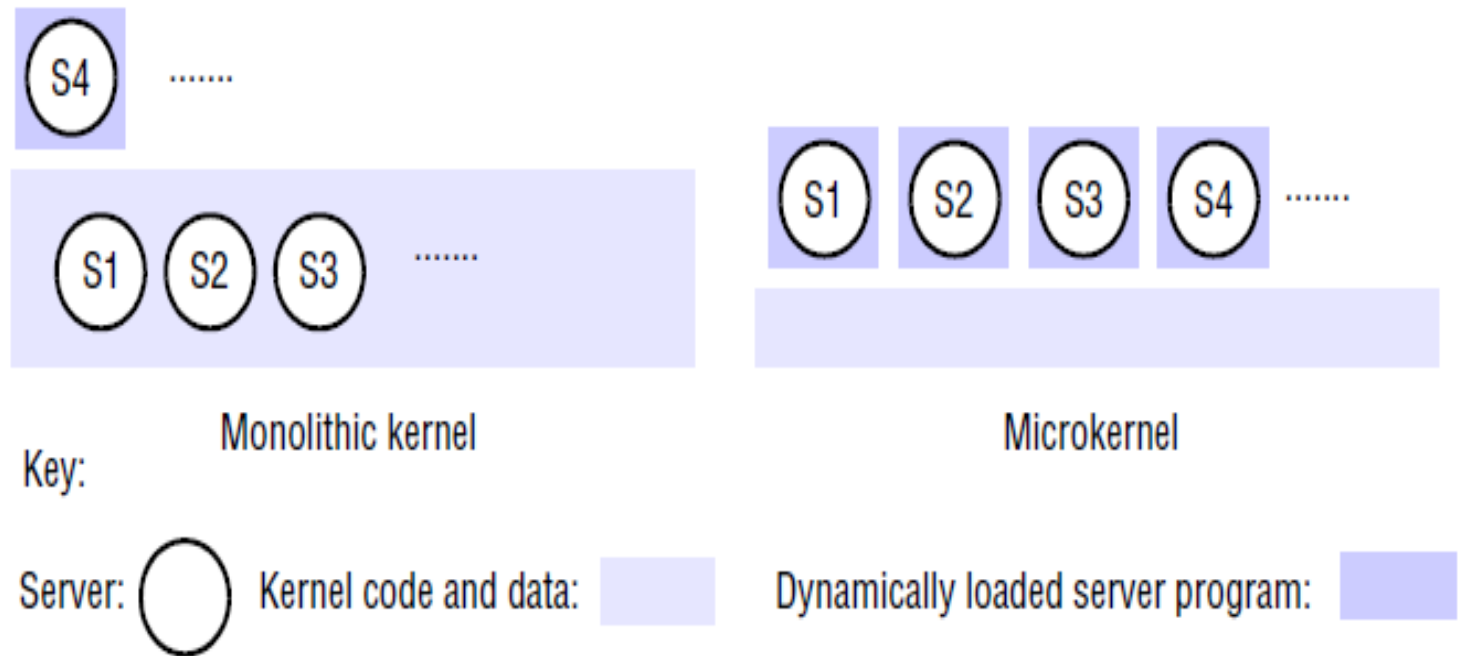 S4 .......
S1 S2 S3 S4 .......
S1 S2 S3 .......
Monolithic kernel
Microkernel
Key:
Server:
Kernel code and data:
Dynamically loaded server program: